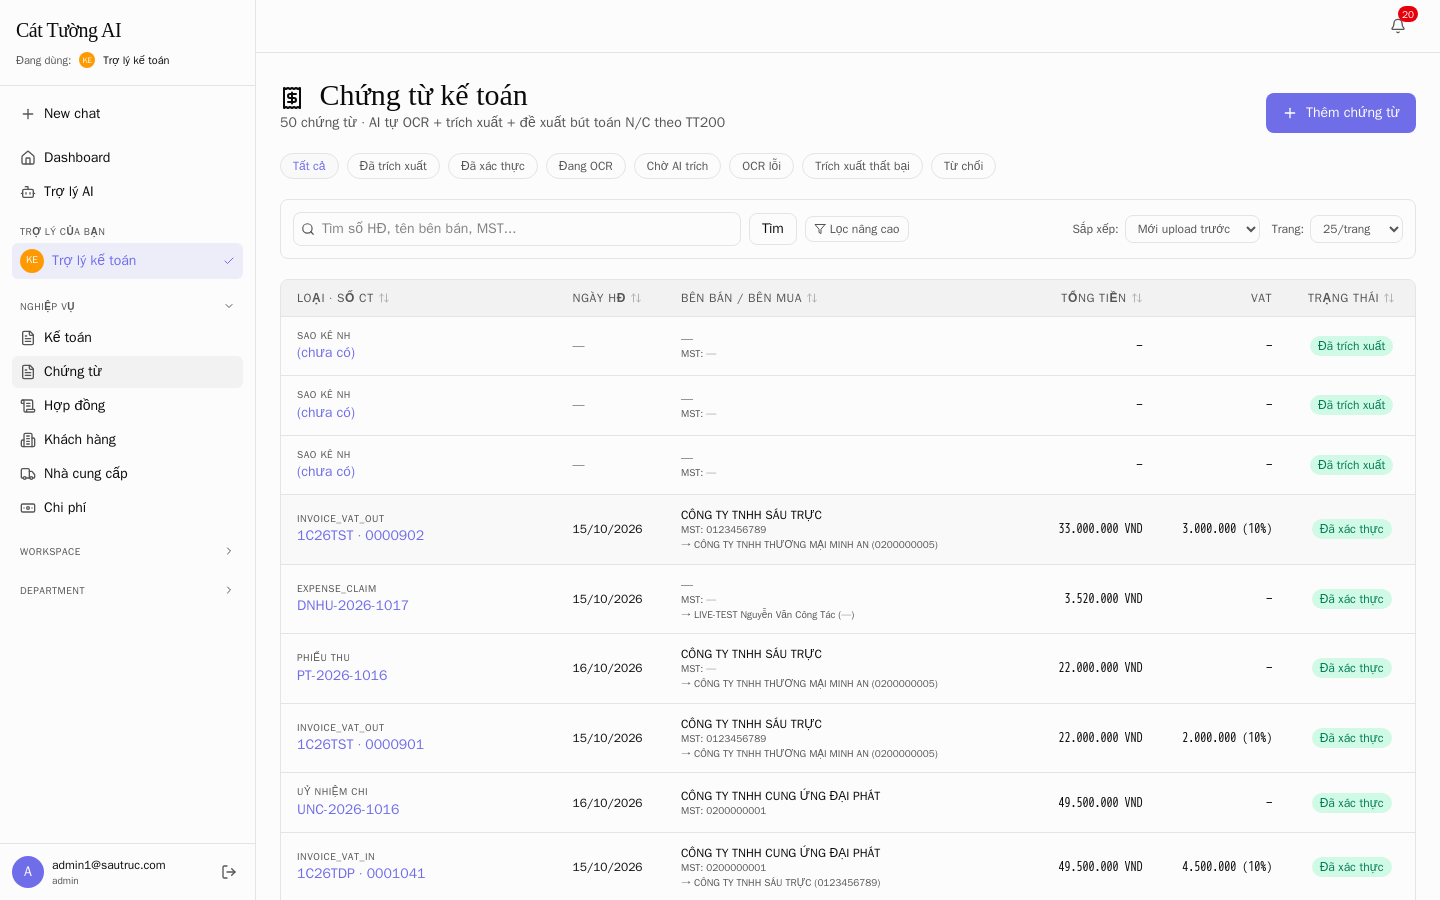 Cát Tường AI
Đang dùng: KE Trợ lý kế toán
New chat
Dashboard
Trợ lý AI
TRỢ LÝ CỦA BẠN
KE Trợ lý kế toán
NGHIỆP VỤ
Kế toán
Chứng từ
Hợp đồng
Khách hàng
Nhà cung cấp
Chi phí
WORKSPACE
DEPARTMENT
A admin1@sautruc.com
admin
20
Chứng từ kế toán
50 chứng từ · AI tự OCR + trích xuất + đề xuất bút toán N/C theo TT200
Thêm chứng từ
Tất cả Đã trích xuất Đã xác thực Đang OCR Chờ AI trích OCR lỗi Trích xuất thất bại Từ chối
Tìm số HĐ, tên bên bán, MST... Tìm Lọc nâng cao Sắp xếp: Mới upload trước Trang: 25/trang
LOẠI · SỐ CT NGÀY HĐ BÊN BÁN / BÊN MUA TỔNG TIỀN VAT TRẠNG THÁI
SAO KÊ NH
(chưa có) — — – – Đã trích xuất
MST: —
SAO KÊ NH
(chưa có) — — – – Đã trích xuất
MST: —
SAO KÊ NH
(chưa có) — — – – Đã trích xuất
MST: —
INVOICE_VAT_OUT
1C26TST · 0000902 15/10/2026 CÔNG TY TNHH SÁU TRỰC 33.000.000 VND 3.000.000 (10%) Đã xác thực
MST: 0123456789
→ CÔNG TY TNHH THƯƠNG MẠI MINH AN (0200000005)
EXPENSE_CLAIM
DNHU-2026-1017 15/10/2026 — 3.520.000 VND – Đã xác thực
MST: —
→ LIVE-TEST Nguyễn Văn Công Tác (—)
PHIẾU THU
PT-2026-1016 16/10/2026 CÔNG TY TNHH SÁU TRỰC 22.000.000 VND – Đã xác thực
MST: —
→ CÔNG TY TNHH THƯƠNG MẠI MINH AN (0200000005)
INVOICE_VAT_OUT
1C26TST · 0000901 15/10/2026 CÔNG TY TNHH SÁU TRỰC 22.000.000 VND 2.000.000 (10%) Đã xác thực
MST: 0123456789
→ CÔNG TY TNHH THƯƠNG MẠI MINH AN (0200000005)
UỶ NHIỆM CHI
UNC-2026-1016 16/10/2026 CÔNG TY TNHH CUNG ỨNG ĐẠI PHÁT 49.500.000 VND – Đã xác thực
MST: 0200000001
INVOICE_VAT_IN
1C26TDP · 0001041 15/10/2026 CÔNG TY TNHH CUNG ỨNG ĐẠI PHÁT 49.500.000 VND 4.500.000 (10%) Đã xác thực
MST: 0200000001
→ CÔNG TY TNHH SÁU TRỰC (0123456789)